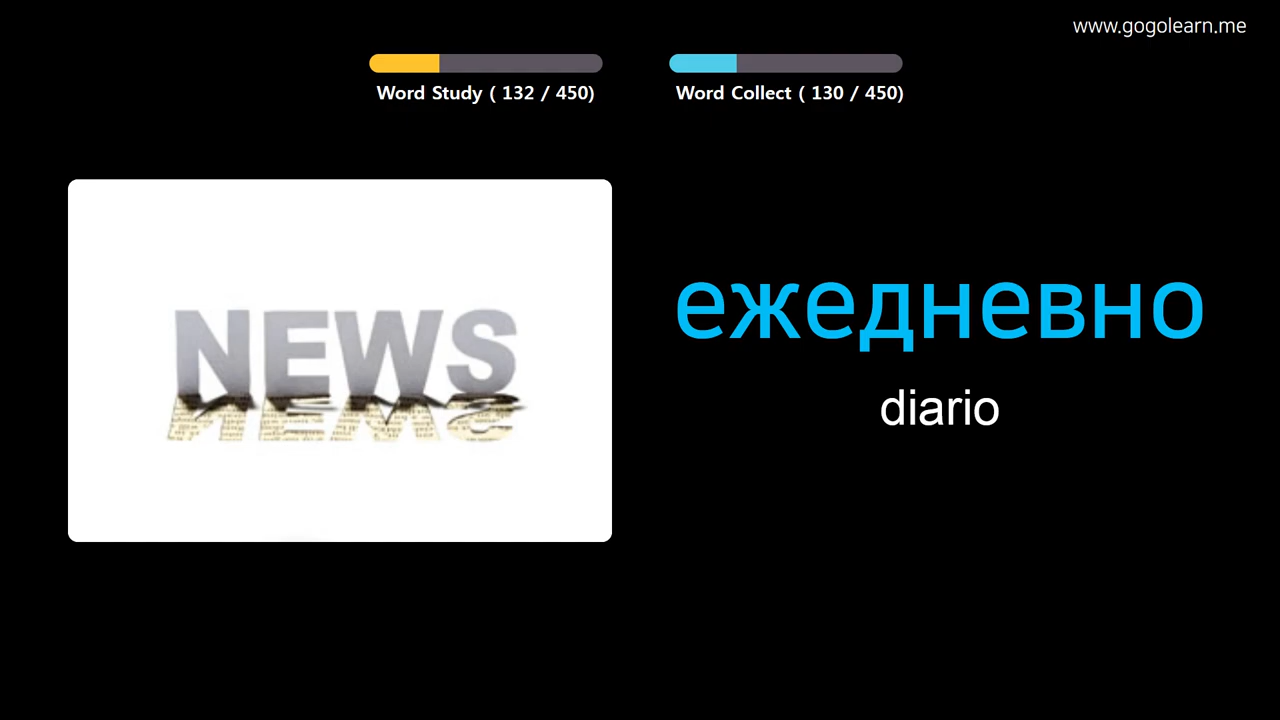 www.gogolearn.me
Word Study ( 132 / 450)
Word Collect ( 130 / 450)
NEWS
ежедневно
diario